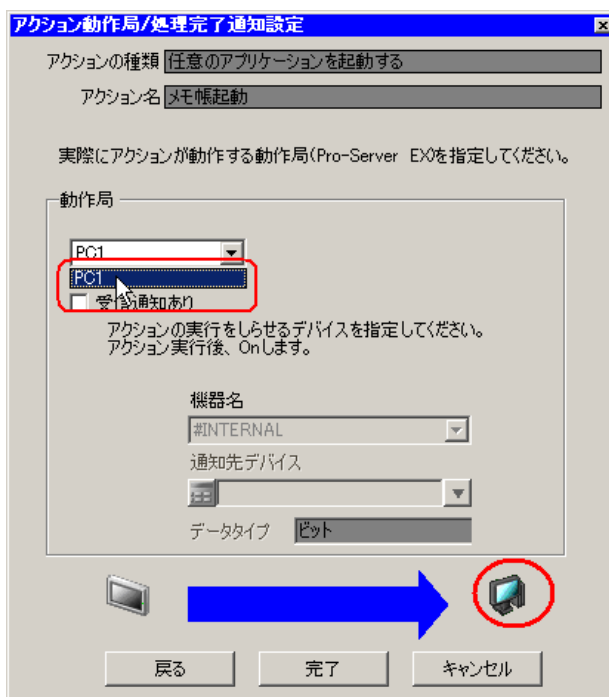 アクション動作局/処理完了通知設定
アクションの種類 任意のアプリケーションを起動する
アクション名 メモ帳起動
実際にアクションが動作する動作局(Pro-Server EX)を指定してください。
動作局
PC1
PC1
受信通知あり
アクションの実行をしらせるデバイスを指定してください。
アクション実行後、Onします。
機器名
#INTERNAL
通知先デバイス
データタイプ ビット
戻る 完了 キャンセル